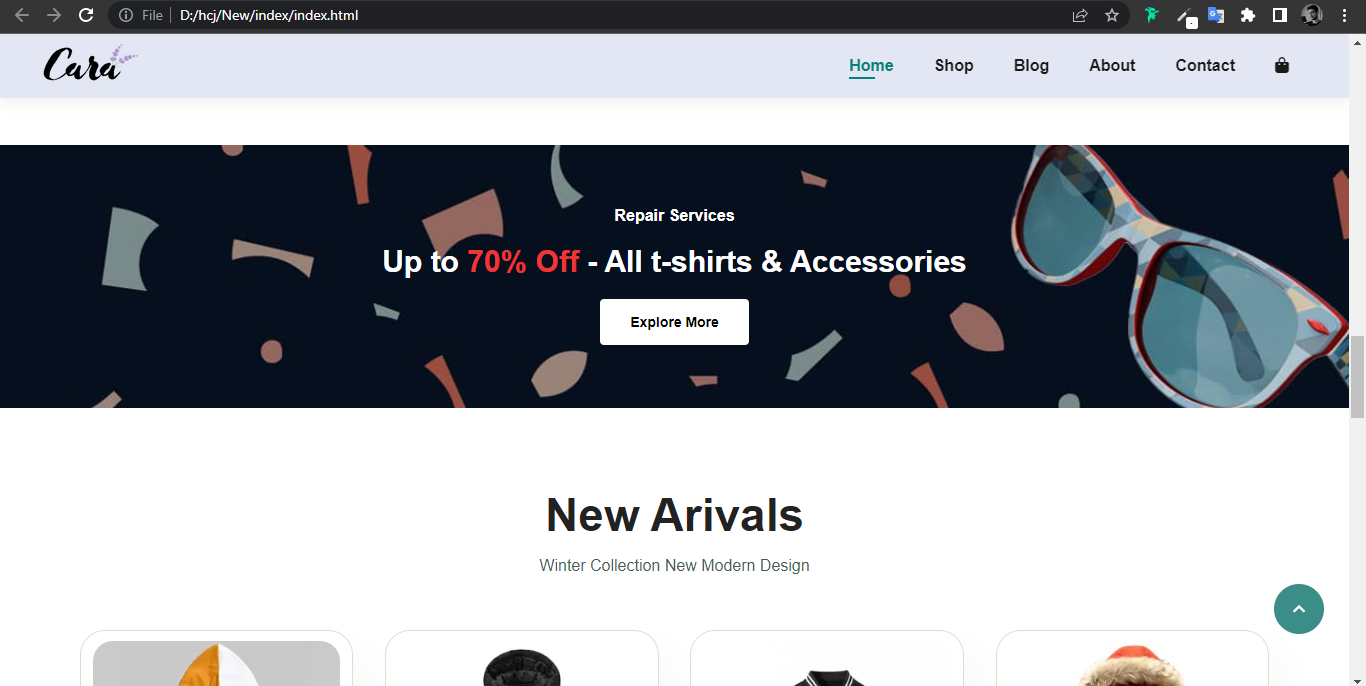 File D:/hcj/New/index/index.html
Cara Home Shop Blog About Contact
Repair Services
Up to 70% Off - All t-shirts & Accessories
Explore More
New Arivals
Winter Collection New Modern Design